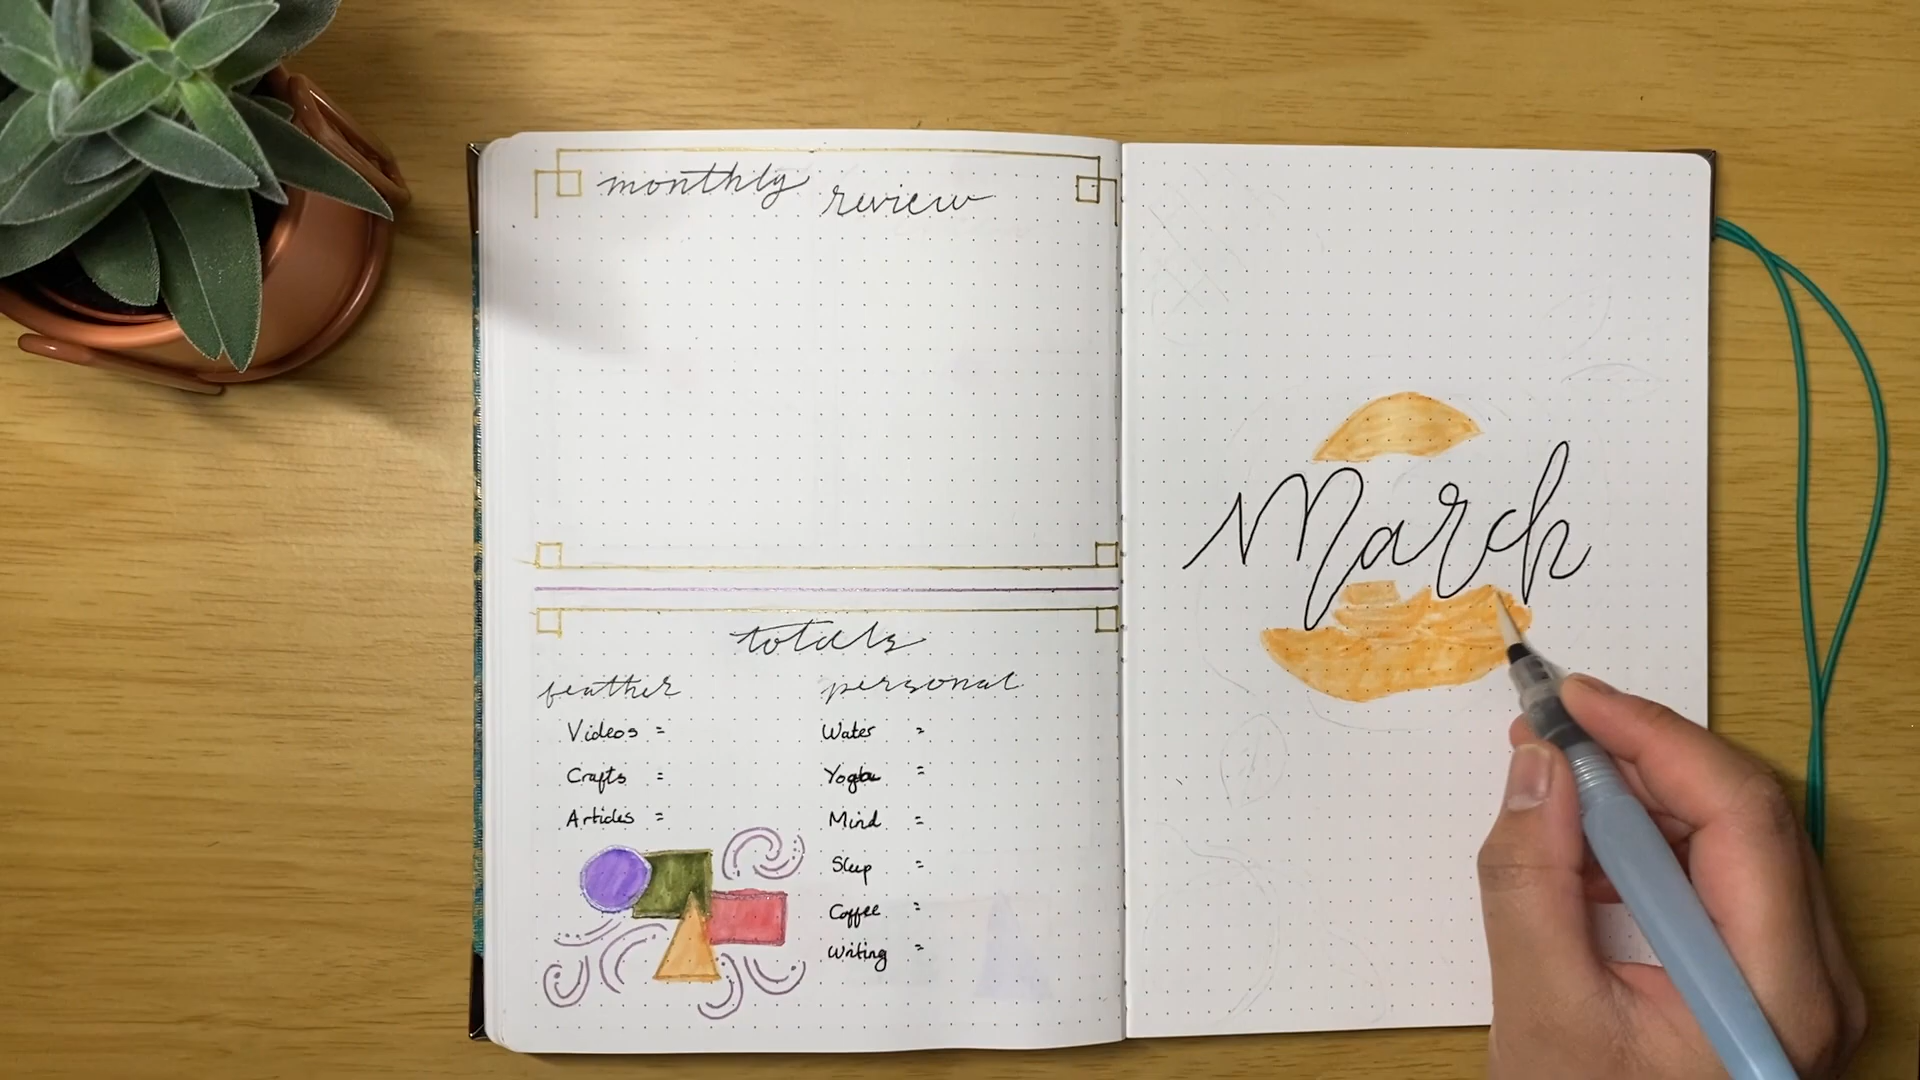 monthly review
totals
feather
Videos =
Crafts =
Articles =
personal
Water =
Yoga =
Mind =
Sleep =
Coffee =
Writing =
March